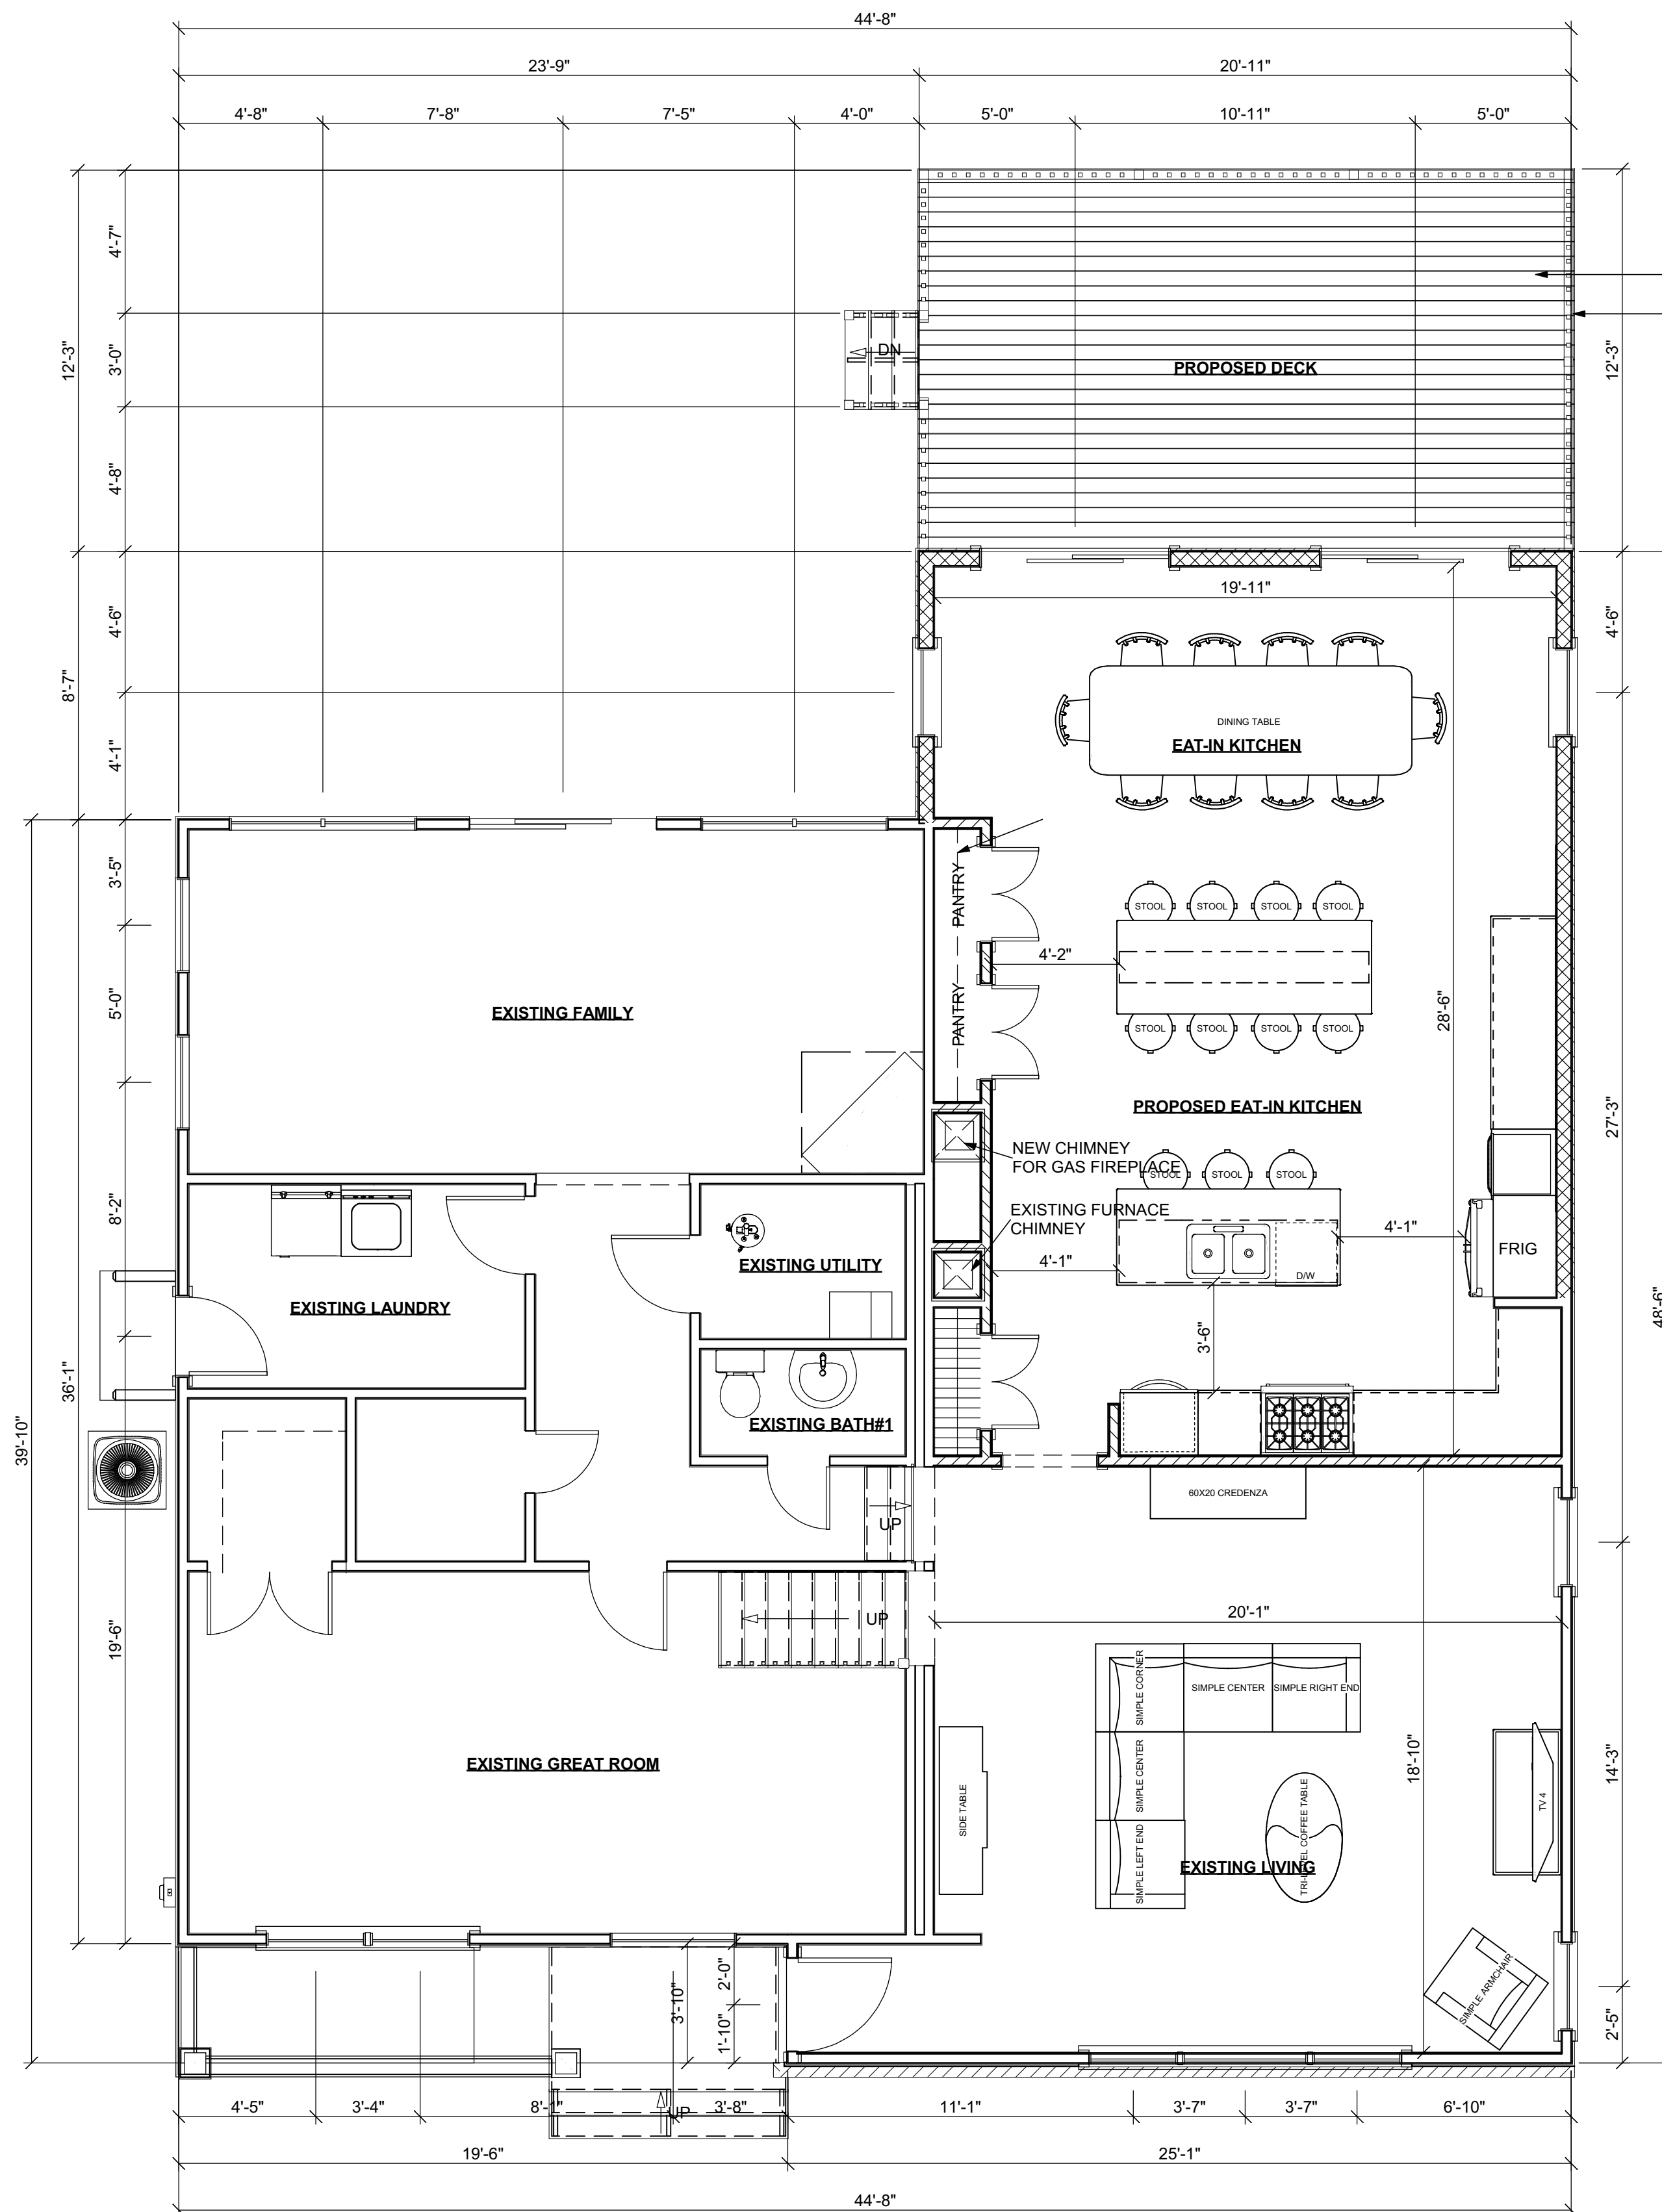 44'-8"
23'-9"
20'-11"
4'-8"
7'-8"
7'-5"
4'-0"
5'-0"
10'-11"
5'-0"
4'-7"
12'-3"
3'-0"
DN
PROPOSED DECK
12'-3"
4'-8"
19'-11"
4'-6"
4'-6"
8'-7"
DINING TABLE
EAT-IN KITCHEN
4'-1"
3'-5"
PANTRY
STOOL
STOOL
STOOL
STOOL
4'-2"
5'-0"
EXISTING FAMILY
PANTRY
STOOL
STOOL
STOOL
STOOL
28'-6"
PROPOSED EAT-IN KITCHEN
27'-3"
NEW CHIMNEY
FOR GAS FIREPLACE
STOOL
STOOL
STOOL
8'-2"
EXISTING FURNACE
CHIMNEY
4'-1"
EXISTING UTILITY
4'-1"
FRIG
D/W
EXISTING LAUNDRY
48'-6"
3'-6"
36'-1"
39'-10"
EXISTING BATH#1
60X20 CREDENZA
UP
19'-6"
UP
20'-1"
SIMPLE CORNER
SIMPLE CENTER
SIMPLE RIGHT END
EXISTING GREAT ROOM
SIMPLE CENTER
18'-10"
14'-3"
SIDE TABLE
TV 4
SIMPLE LEFT END
TRI-LEVEL COFFEE TABLE
EXISTING LIVING
2'-0"
3'-10"
1'-10"
SIMPLE ARMCHAIR
2'-5"
4'-5"
3'-4"
UP
3'-8"
11'-1"
3'-7"
3'-7"
6'-10"
19'-6"
25'-1"
44'-8"